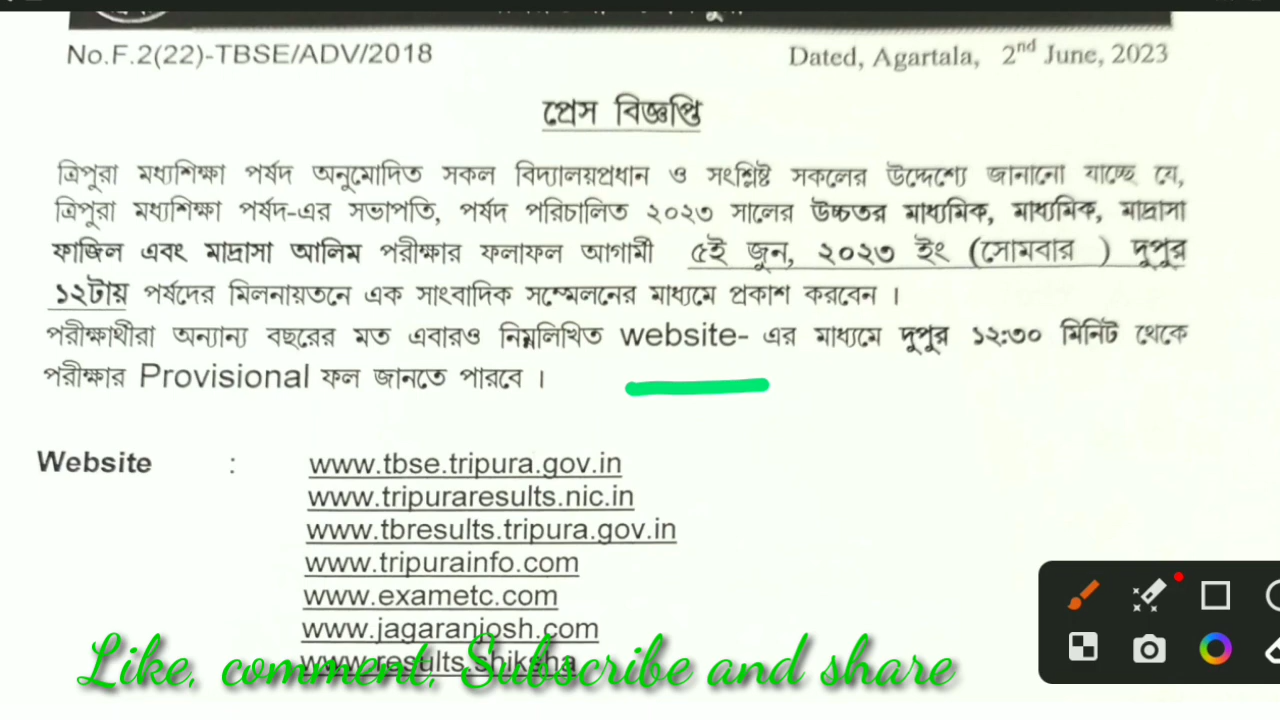 No.F.2(22)-TBSE/ADV/2018 Dated, Agartala, 2nd June, 2023
প্রেস বিজ্ঞপ্তি
ত্রিপুরা মধ্যশিক্ষা পর্ষদ অনুমোদিত সকল বিদ্যালয়প্রধান ও সংশ্লিষ্ট সকলের উদ্দেশ্যে জানানো যাচ্ছে যে,
ত্রিপুরা মধ্যশিক্ষা পর্ষদ-এর সভাপতি, পর্ষদ পরিচালিত ২০২৩ সালের উচ্চতর মাধ্যমিক, মাধ্যমিক, মাদ্রাসা
ফাজিল এবং মাদ্রাসা আলিম পরীক্ষার ফলাফল আগামী ৫ই জুন, ২০২৩ ইং (সোমবার ) দুপুর
১২টায় পর্ষদের মিলনায়তনে এক সাংবাদিক সম্মেলনের মাধ্যমে প্রকাশ করবেন ।
পরীক্ষার্থীরা অন্যান্য বছরের মত এবারও নিম্নলিখিত website- এর মাধ্যমে দুপুর ১২:৩০ মিনিট থেকে
পরীক্ষার Provisional ফল জানতে পারবে ।
Website : www.tbse.tripura.gov.in
www.tripuraresults.nic.in
www.tbresults.tripura.gov.in
www.tripurainfo.com
www.exametc.com
www.jagaranjosh.com
www.results.shiksha
Like, comment, Subscribe and share